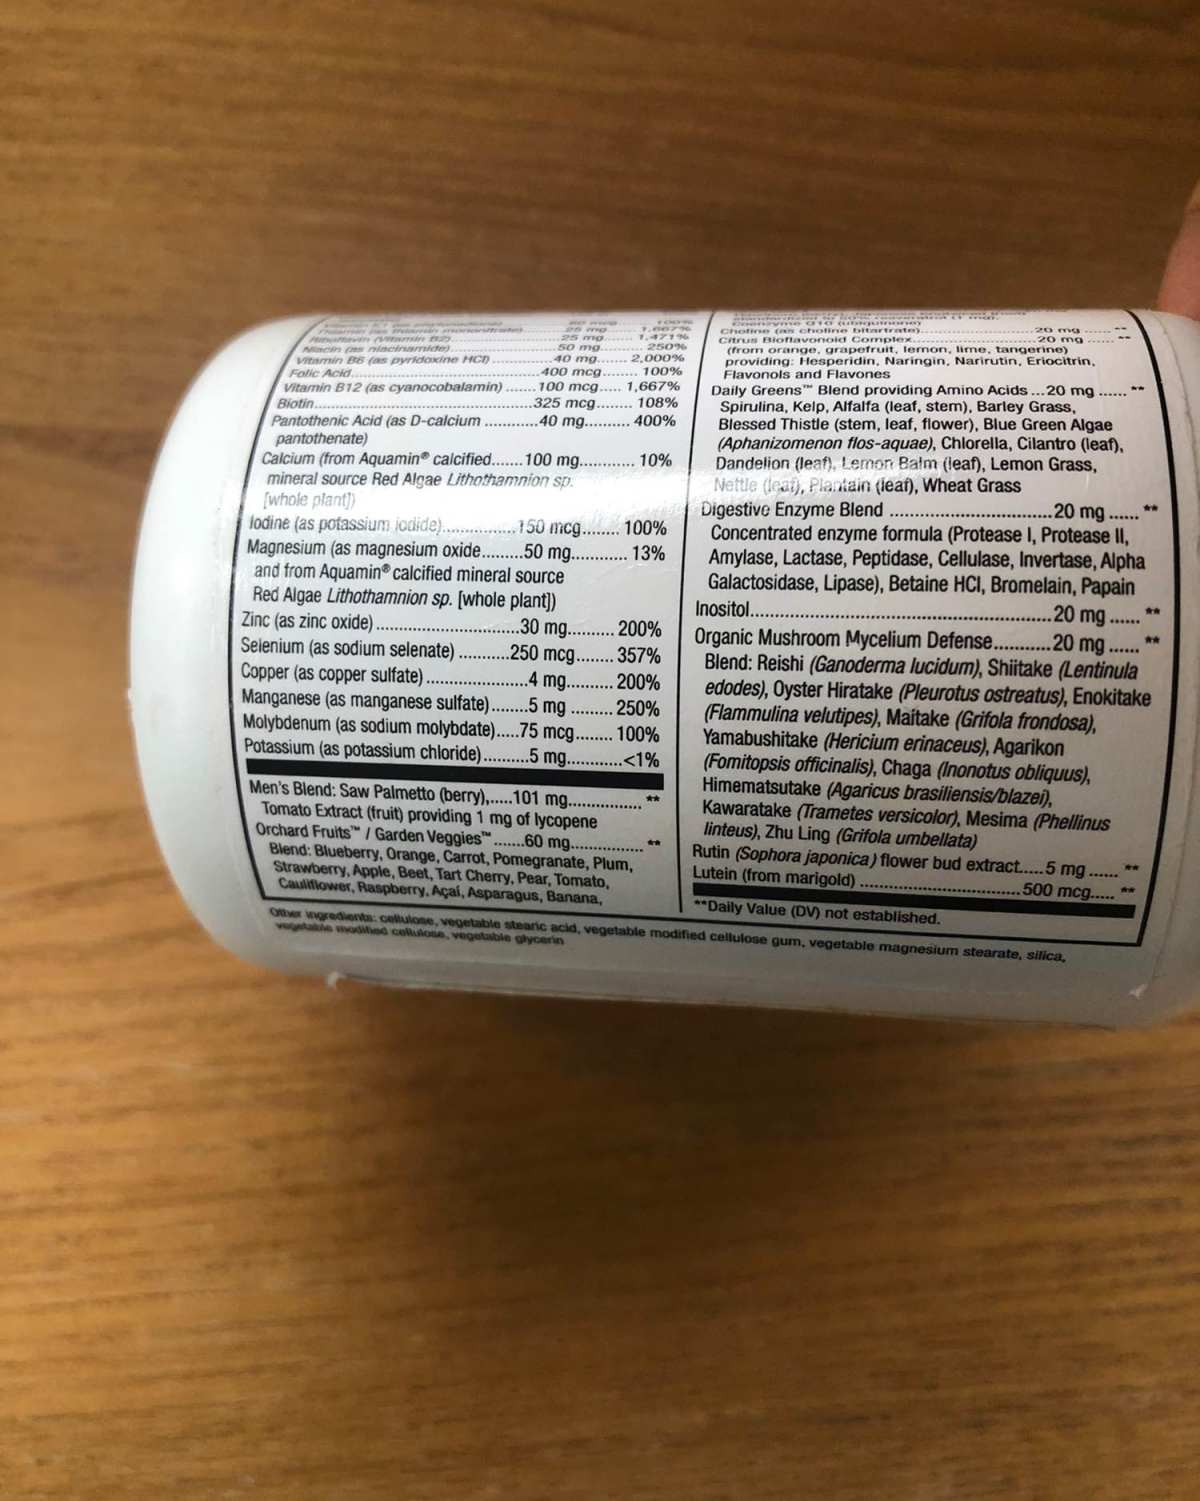 Thiamin (as thiamin mononitrate)............25 mg........1,667%
Riboflavin (Vitamin B2)............25 mg........1,471%
Niacin (as niacinamide)............50 mg........250%
Vitamin B6 (as pyridoxine HCl)............40 mg.......2,000%
Folic Acid............400 mcg........100%
Vitamin B12 (as cyanocobalamin).......100 mcg.....1,667%
Biotin............325 mcg........108%
Pantothenic Acid (as D-calcium............40 mg..........400%
pantothenate)
Calcium (from Aquamin® calcified.......100 mg............10%
mineral source Red Algae Lithothamnion sp.
[whole plant])
Iodine (as potassium iodide)..............150 mcg........100%
Magnesium (as magnesium oxide.........50 mg............13%
and from Aquamin® calcified mineral source
Red Algae Lithothamnion sp. [whole plant])
Zinc (as zinc oxide)............30 mg..........200%
Selenium (as sodium selenate)...........250 mcg........357%
Copper (as copper sulfate)............4 mg..........200%
Manganese (as manganese sulfate)........5 mg..........250%
Molybdenum (as sodium molybdate).....75 mcg........100%
Potassium (as potassium chloride)..........5 mg............<1%
Men's Blend: Saw Palmetto (berry),.....101 mg................**
Tomato Extract (fruit) providing 1 mg of lycopene
Orchard Fruits™ / Garden Veggies™.......60 mg................**
Blend: Blueberry, Orange, Carrot, Pomegranate, Plum,
Strawberry, Apple, Beet, Tart Cherry, Pear, Tomato,
Cauliflower, Raspberry, Açaí, Asparagus, Banana,
Coenzyme Q10 (ubiquinone)
Choline (as choline bitartrate)............20 mg......**
Citrus Bioflavonoid Complex............20 mg......**
(from orange, grapefruit, lemon, lime, tangerine)
providing: Hesperidin, Naringin, Narirutin, Eriocitrin,
Flavonols and Flavones
Daily Greens™ Blend providing Amino Acids...20 mg......**
Spirulina, Kelp, Alfalfa (leaf, stem), Barley Grass,
Blessed Thistle (stem, leaf, flower), Blue Green Algae
(Aphanizomenon flos-aquae), Chlorella, Cilantro (leaf),
Dandelion (leaf), Lemon Balm (leaf), Lemon Grass,
Nettle (leaf), Plantain (leaf), Wheat Grass
Digestive Enzyme Blend............20 mg......**
Concentrated enzyme formula (Protease I, Protease II,
Amylase, Lactase, Peptidase, Cellulase, Invertase, Alpha
Galactosidase, Lipase), Betaine HCl, Bromelain, Papain
Inositol............20 mg......**
Organic Mushroom Mycelium Defense...........20 mg......**
Blend: Reishi (Ganoderma lucidum), Shiitake (Lentinula
edodes), Oyster Hiratake (Pleurotus ostreatus), Enokitake
(Flammulina velutipes), Maitake (Grifola frondosa),
Yamabushitake (Hericium erinaceus), Agarikon
(Fomitopsis officinalis), Chaga (Inonotus obliquus),
Himematsutake (Agaricus brasiliensis/blazei),
Kawaratake (Trametes versicolor), Mesima (Phellinus
linteus), Zhu Ling (Grifola umbellata)
Rutin (Sophora japonica) flower bud extract.....5 mg......**
Lutein (from marigold)............500 mcg.....**
**Daily Value (DV) not established.
Other ingredients: cellulose, vegetable stearic acid, vegetable modified cellulose gum, vegetable magnesium stearate, silica,
vegetable modified cellulose, vegetable glycerin